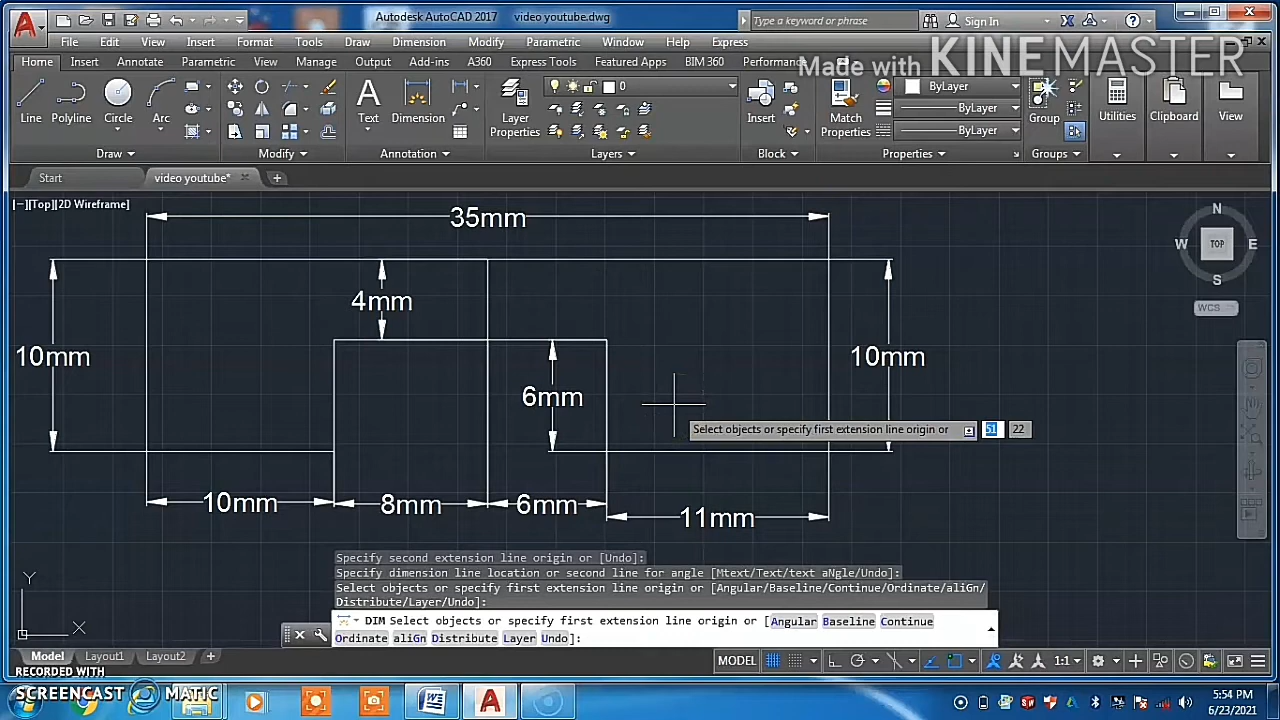 Autodesk AutoCAD 2017 video youtube.dwg
Type a keyword or phrase
Sign In
File Edit View Insert Format Tools Draw Dimension Modify Parametric Window Help Express
Made with KINEMASTER
Home Insert Annotate Parametric View Manage Output Add-ins A360 Express Tools Featured Apps BIM 360 Performance
Line Polyline Circle Arc
Text Dimension
Layer Properties
0
Insert
Match Properties
ByLayer
ByLayer
ByLayer
Group Utilities Clipboard View
Draw Modify Annotation Layers Block Properties Groups
Start video youtube*
[−][Top][2D Wireframe]
N
W TOP E
S
WCS
35mm
4mm
10mm
10mm
6mm
Select objects or specify first extension line origin or 51 22
10mm 8mm 6mm 11mm
Specify second extension line origin or [Undo]:
Specify dimension line location or second line for angle [Mtext/Text/text aNgle/Undo]:
Select objects or specify first extension line origin or [Angular/Baseline/Continue/Ordinate/aliGn/
Distribute/Layer/Undo]:
DIM Select objects or specify first extension line origin or [Angular Baseline Continue
Ordinate aliGn Distribute Layer Undo]:
Y
X
Model Layout1 Layout2
MODEL 1:1
RECORDED WITH
SCREENCAST MATIC
5:54 PM
6/23/2021